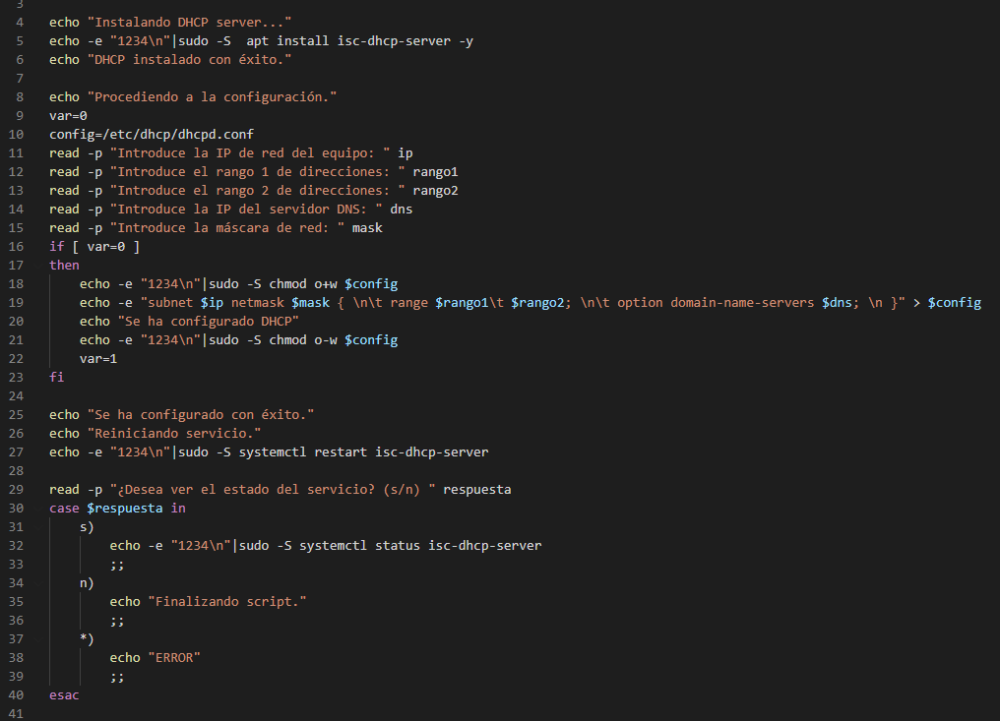 3
4 echo "Instalando DHCP server..."
5 echo -e "1234\n"|sudo -S  apt install isc-dhcp-server -y
6 echo "DHCP instalado con éxito."
7
8 echo "Procediendo a la configuración."
9 var=0
10 config=/etc/dhcp/dhcpd.conf
11 read -p "Introduce la IP de red del equipo: " ip
12 read -p "Introduce el rango 1 de direcciones: " rango1
13 read -p "Introduce el rango 2 de direcciones: " rango2
14 read -p "Introduce la IP del servidor DNS: " dns
15 read -p "Introduce la máscara de red: " mask
16 if [ var=0 ]
17 then
18     echo -e "1234\n"|sudo -S chmod o+w $config
19     echo -e "subnet $ip netmask $mask { \n\t range $rango1\t $rango2; \n\t option domain-name-servers $dns; \n }" > $config
20     echo "Se ha configurado DHCP"
21     echo -e "1234\n"|sudo -S chmod o-w $config
22     var=1
23 fi
24
25 echo "Se ha configurado con éxito."
26 echo "Reiniciando servicio."
27 echo -e "1234\n"|sudo -S systemctl restart isc-dhcp-server
28
29 read -p "¿Desea ver el estado del servicio? (s/n) " respuesta
30 case $respuesta in
31     s)
32         echo -e "1234\n"|sudo -S systemctl status isc-dhcp-server
33         ;;
34     n)
35         echo "Finalizando script."
36         ;;
37     *)
38         echo "ERROR"
39         ;;
40 esac
41